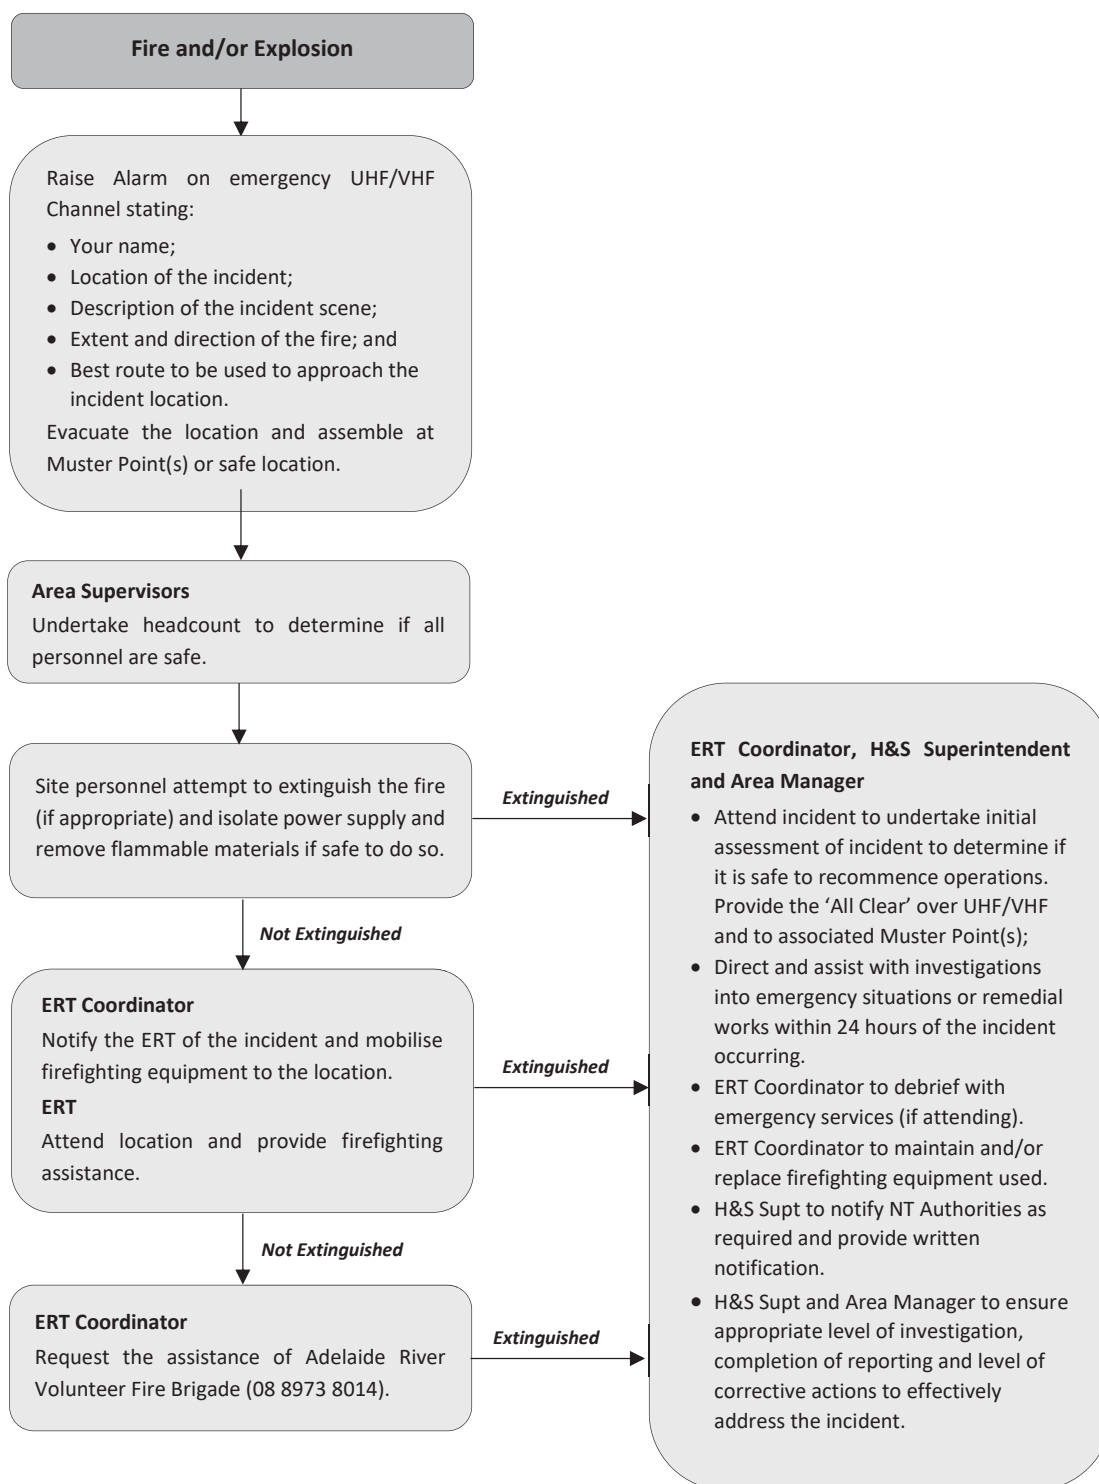 Fire and/or Explosion
Raise Alarm on emergency UHF/VHF
Channel stating:
• Your name;
• Location of the incident;
• Description of the incident scene;
• Extent and direction of the fire; and
• Best route to be used to approach the
incident location.
Evacuate the location and assemble at
Muster Point(s) or safe location.
Area Supervisors
Undertake headcount to determine if all
personnel are safe.
Site personnel attempt to extinguish the fire
(if appropriate) and isolate power supply and
remove flammable materials if safe to do so.
Extinguished
Not Extinguished
ERT Coordinator
Notify the ERT of the incident and mobilise
firefighting equipment to the location.
ERT
Attend location and provide firefighting
assistance.
Extinguished
Not Extinguished
ERT Coordinator
Request the assistance of Adelaide River
Volunteer Fire Brigade (08 8973 8014).
Extinguished
ERT Coordinator, H&S Superintendent
and Area Manager
• Attend incident to undertake initial
assessment of incident to determine if
it is safe to recommence operations.
Provide the ‘All Clear’ over UHF/VHF
and to associated Muster Point(s);
• Direct and assist with investigations
into emergency situations or remedial
works within 24 hours of the incident
occurring.
• ERT Coordinator to debrief with
emergency services (if attending).
• ERT Coordinator to maintain and/or
replace firefighting equipment used.
• H&S Supt to notify NT Authorities as
required and provide written
notification.
• H&S Supt and Area Manager to ensure
appropriate level of investigation,
completion of reporting and level of
corrective actions to effectively
address the incident.